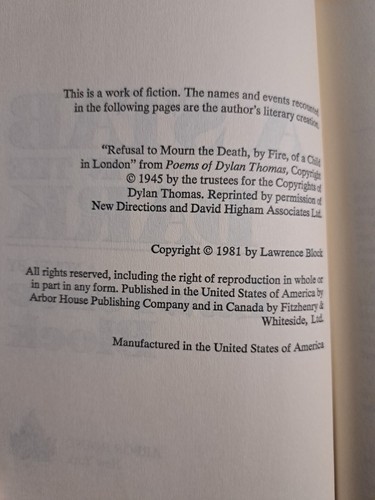 This is a work of fiction. The names and events recounted
in the following pages are the author's literary creation.
"Refusal to Mourn the Death, by Fire, of a Child
in London" from Poems of Dylan Thomas, Copyright
© 1945 by the trustees for the Copyrights of
Dylan Thomas. Reprinted by permission of
New Directions and David Higham Associates Ltd.
Copyright © 1981 by Lawrence Block
All rights reserved, including the right of reproduction in whole or
in part in any form. Published in the United States of America by
Arbor House Publishing Company and in Canada by Fitzhenry &
Whiteside, Ltd.
Manufactured in the United States of America